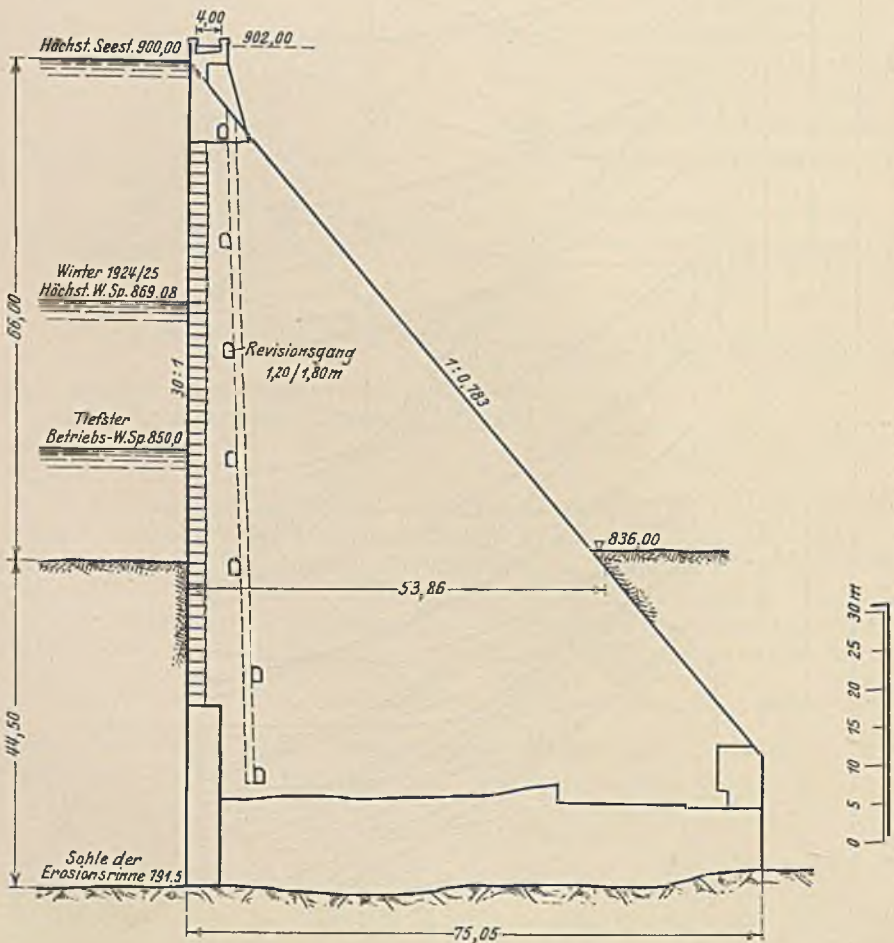 4,00
Höchst. Seest. 900,00
902,00
Winter 1924/25
Höchst. W. Sp. 869.08
66,00
30:1
Revisionsgang
1,20/1,80m
1:0,783
Tiefster
Betriebs-W.Sp. 850,0
836.00
53,86
30 m
25
20
15
10
5
0
44,50
Sohle der
Erosionsrinne 791.5
75,05